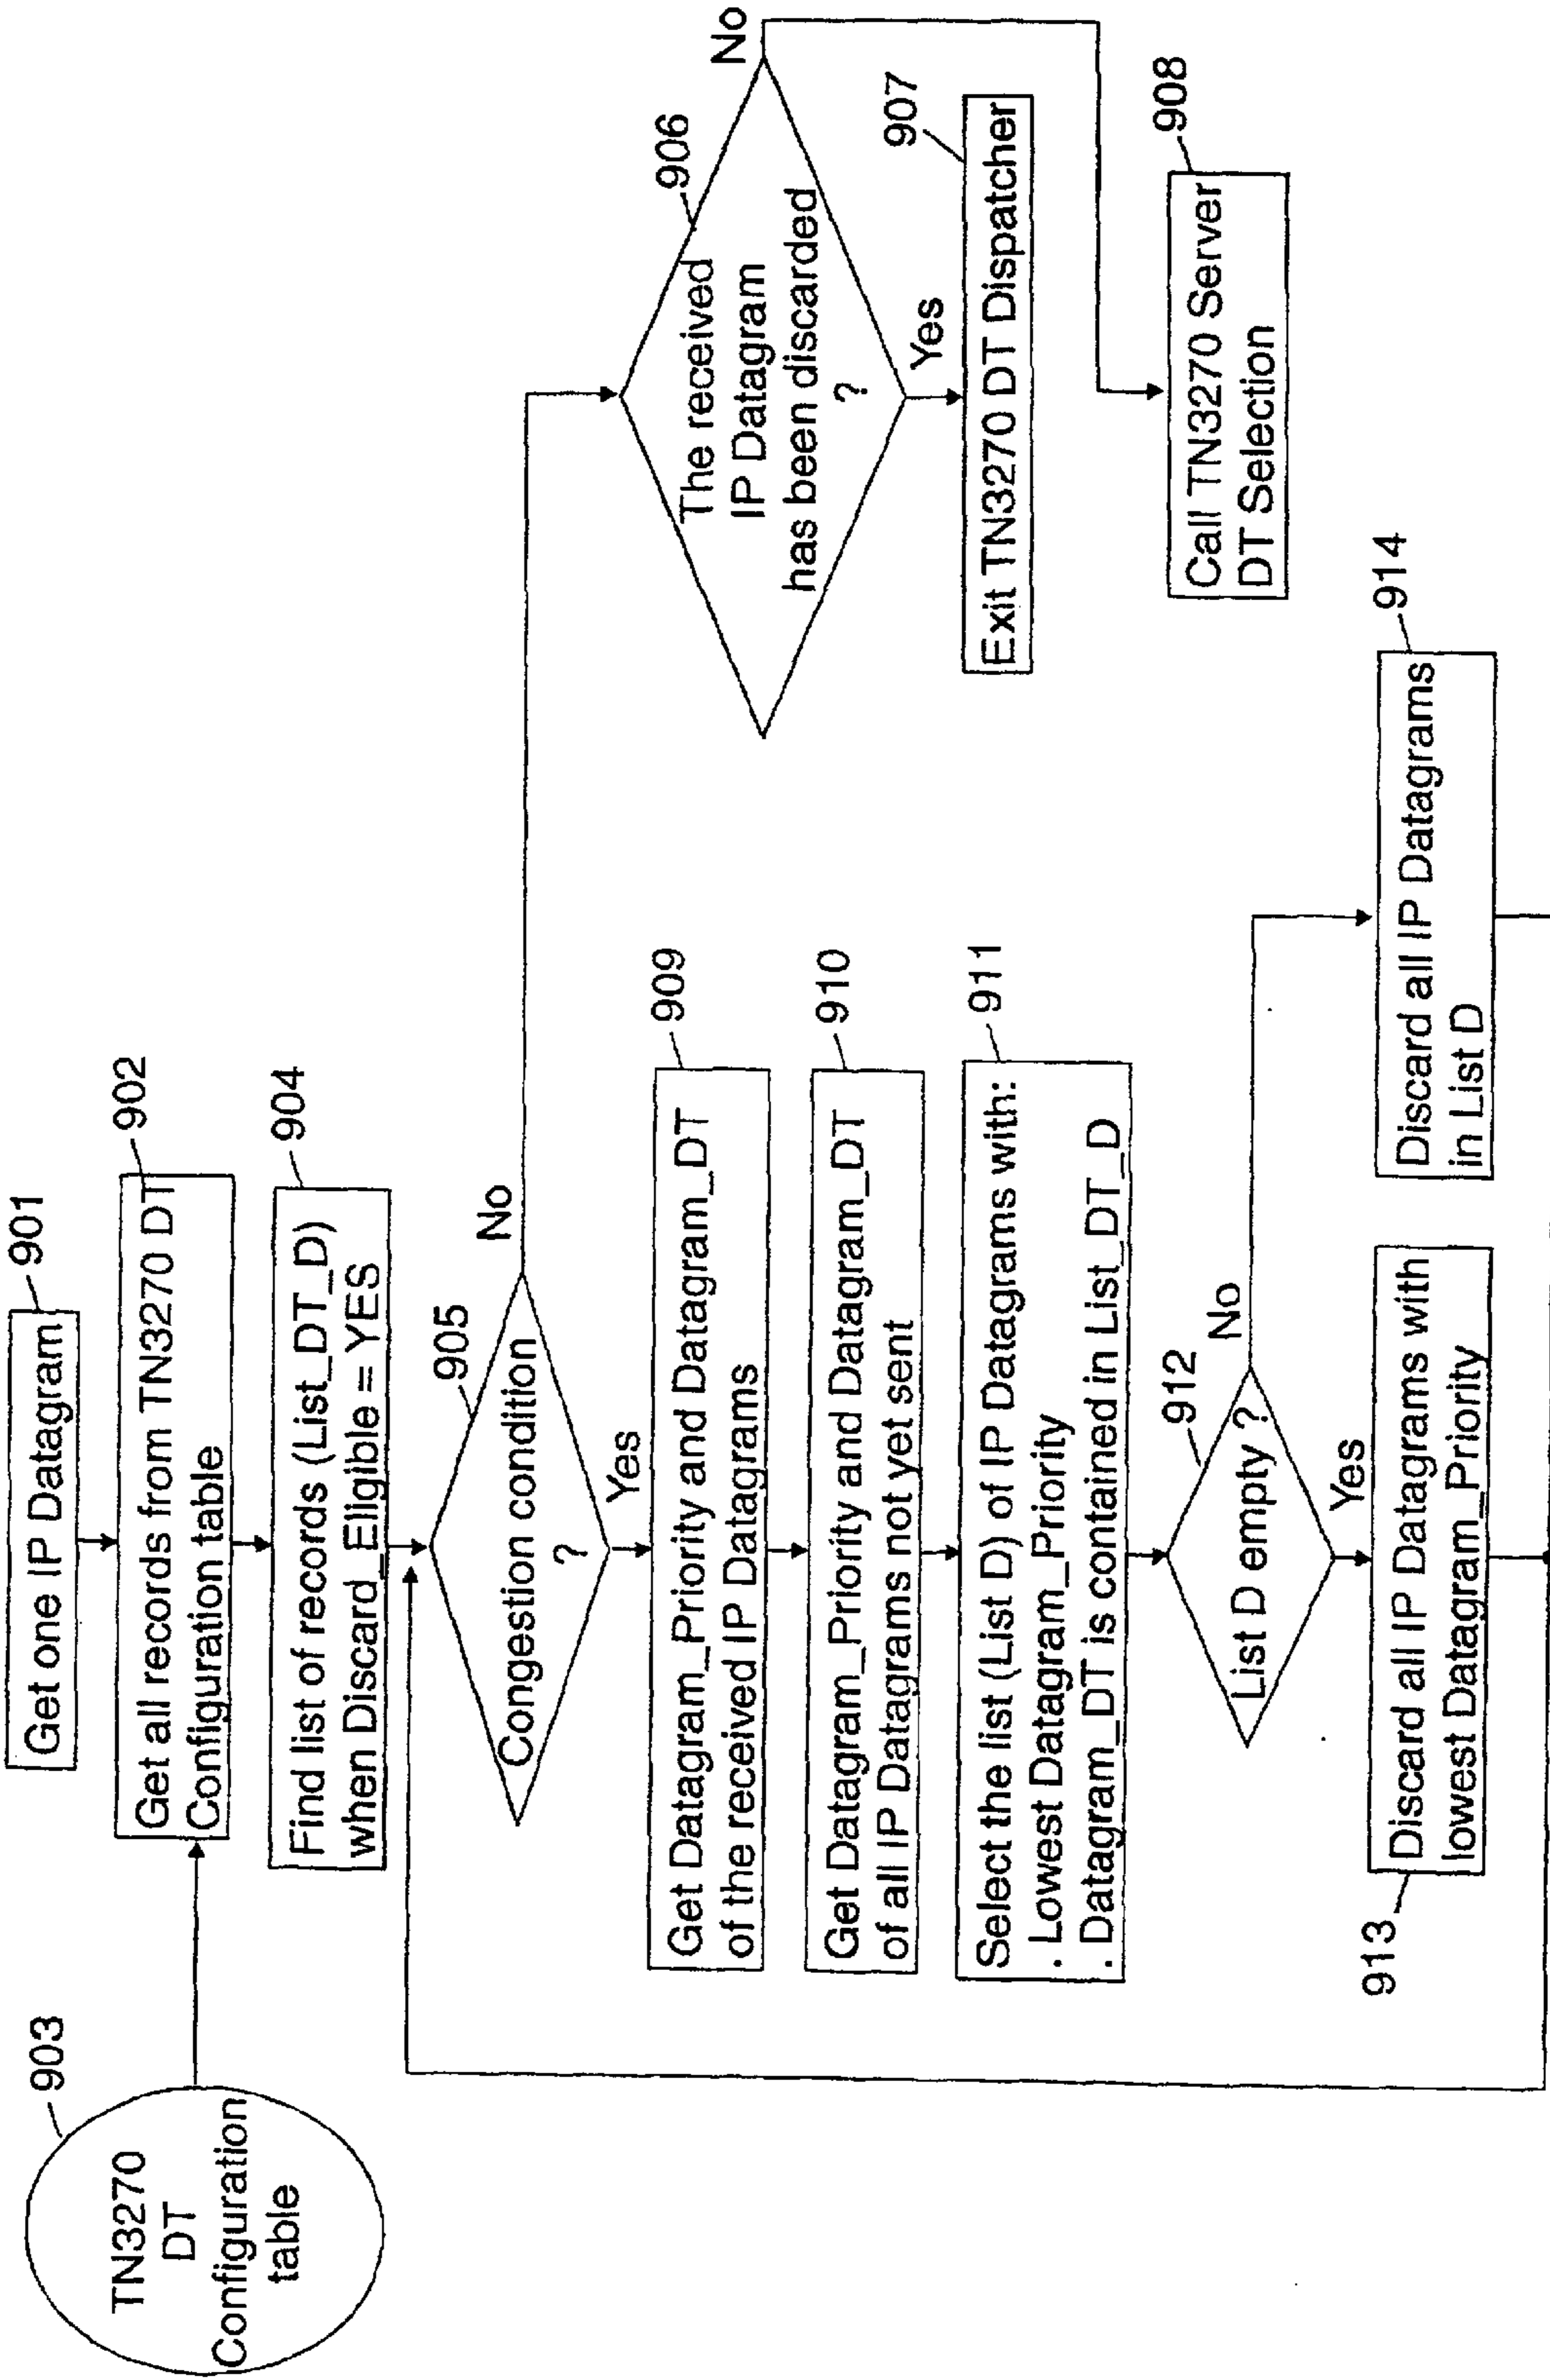 Get one IP Datagram
901
Get all records from TN3270 DT
Configuration table
902
TN3270
DT
Configuration
table
903
Find list of records (List_DT_D)
when Discard_Eligible = YES
904
Congestion condition
?
905
No
Yes
The received
IP Datagram
has been discarded
?
906
No
Yes
Exit TN3270 DT Dispatcher
907
Call TN3270 Server
DT Selection
908
Get Datagram_Priority and Datagram_DT
of the received IP Datagrams
909
Get Datagram_Priority and Datagram_DT
of all IP Datagrams not yet sent
910
Select the list (List D) of IP Datagrams with:
. Lowest Datagram_Priority
. Datagram_DT is contained in List_DT_D
911
List D empty ?
912
No
Yes
Discard all IP Datagrams with
lowest Datagram_Priority
913
Discard all IP Datagrams
in List D
914